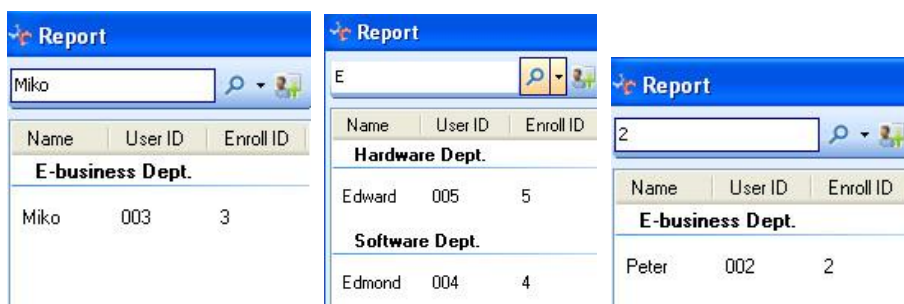 Report
Miko
Name User ID Enroll ID
E-business Dept.
Miko 003 3
Report
E
Name User ID Enroll ID
Hardware Dept.
Edward 005 5
Software Dept.
Edmond 004 4
Report
2
Name User ID Enroll ID
E-business Dept.
Peter 002 2